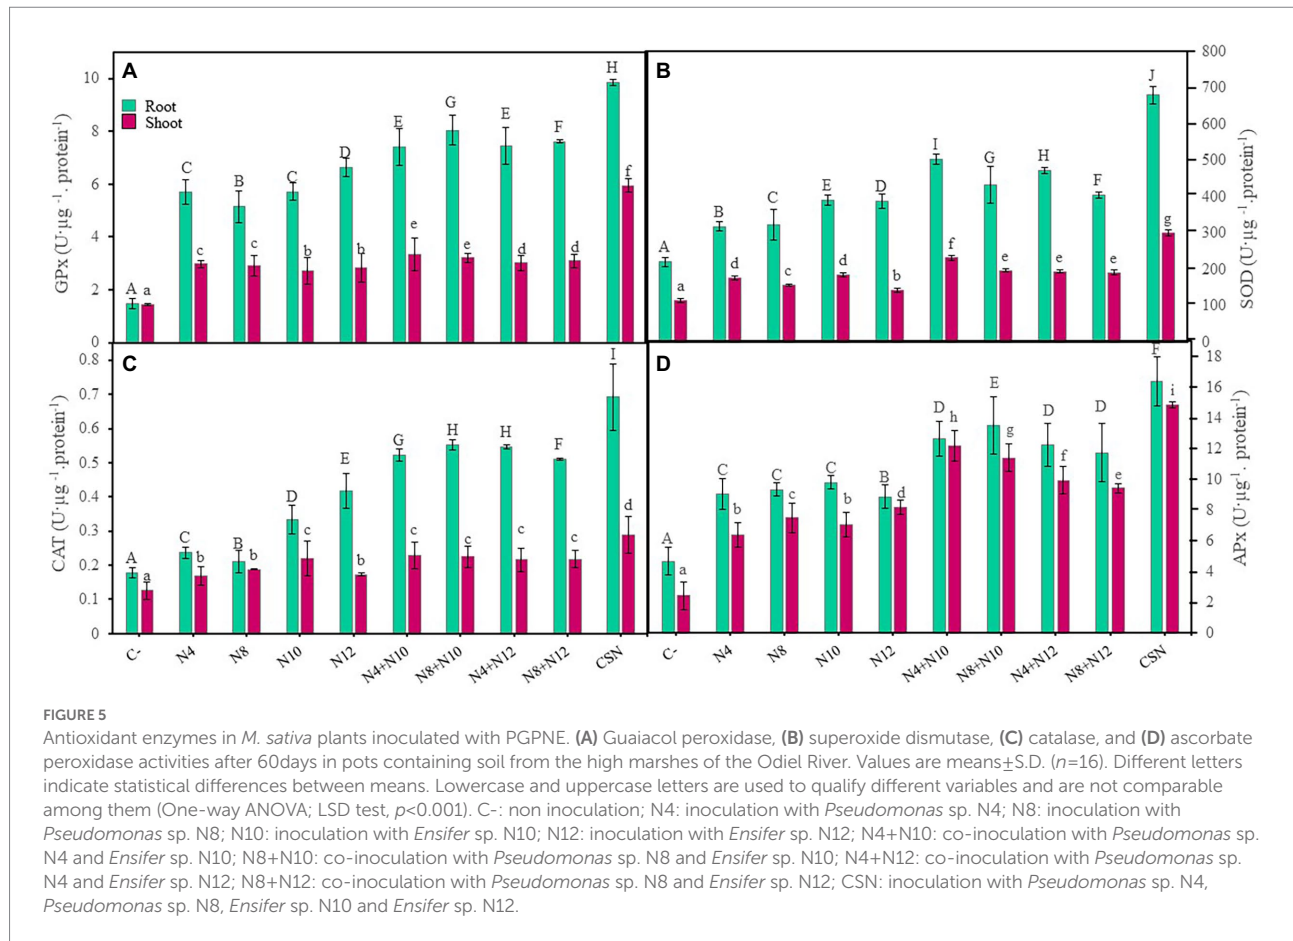 A
Root
Shoot
GPx (U·µg⁻¹. protein⁻¹)
10
8
6
4
2
0
A a
C c
B c
C b
D b
E e
G e
E d
F d
H f
B
SOD (U·µg⁻¹.protein⁻¹)
800
700
600
500
400
300
200
100
0
A a
B d
C c
E d
D b
I f
G e
H e
F e
J g
C
CAT (U·µg⁻¹.protein⁻¹)
0.8
0.7
0.6
0.5
0.4
0.3
0.2
0.1
0
A a
C b
B b
D c
E b
G c
H c
H c
F c
I d
C- N4 N8 N10 N12 N4+N10 N8+N10 N4+N12 N8+N12 CSN
D
APx (U·µg⁻¹. protein⁻¹)
18
16
14
12
10
8
6
4
2
0
A a
C b
C c
C b
B d
D h
E g
D f
D e
F i
C- N4 N8 N10 N12 N4+N10 N8+N10 N4+N12 N8+N12 CSN
FIGURE 5
Antioxidant enzymes in M. sativa plants inoculated with PGPNE. (A) Guaiacol peroxidase, (B) superoxide dismutase, (C) catalase, and (D) ascorbate
peroxidase activities after 60days in pots containing soil from the high marshes of the Odiel River. Values are means±S.D. (n=16). Different letters
indicate statistical differences between means. Lowercase and uppercase letters are used to qualify different variables and are not comparable
among them (One-way ANOVA; LSD test, p<0.001). C-: non inoculation; N4: inoculation with Pseudomonas sp. N4; N8: inoculation with
Pseudomonas sp. N8; N10: inoculation with Ensifer sp. N10; N12: inoculation with Ensifer sp. N12; N4+N10: co-inoculation with Pseudomonas sp.
N4 and Ensifer sp. N10; N8+N10: co-inoculation with Pseudomonas sp. N8 and Ensifer sp. N10; N4+N12: co-inoculation with Pseudomonas sp.
N4 and Ensifer sp. N12; N8+N12: co-inoculation with Pseudomonas sp. N8 and Ensifer sp. N12; CSN: inoculation with Pseudomonas sp. N4,
Pseudomonas sp. N8, Ensifer sp. N10 and Ensifer sp. N12.